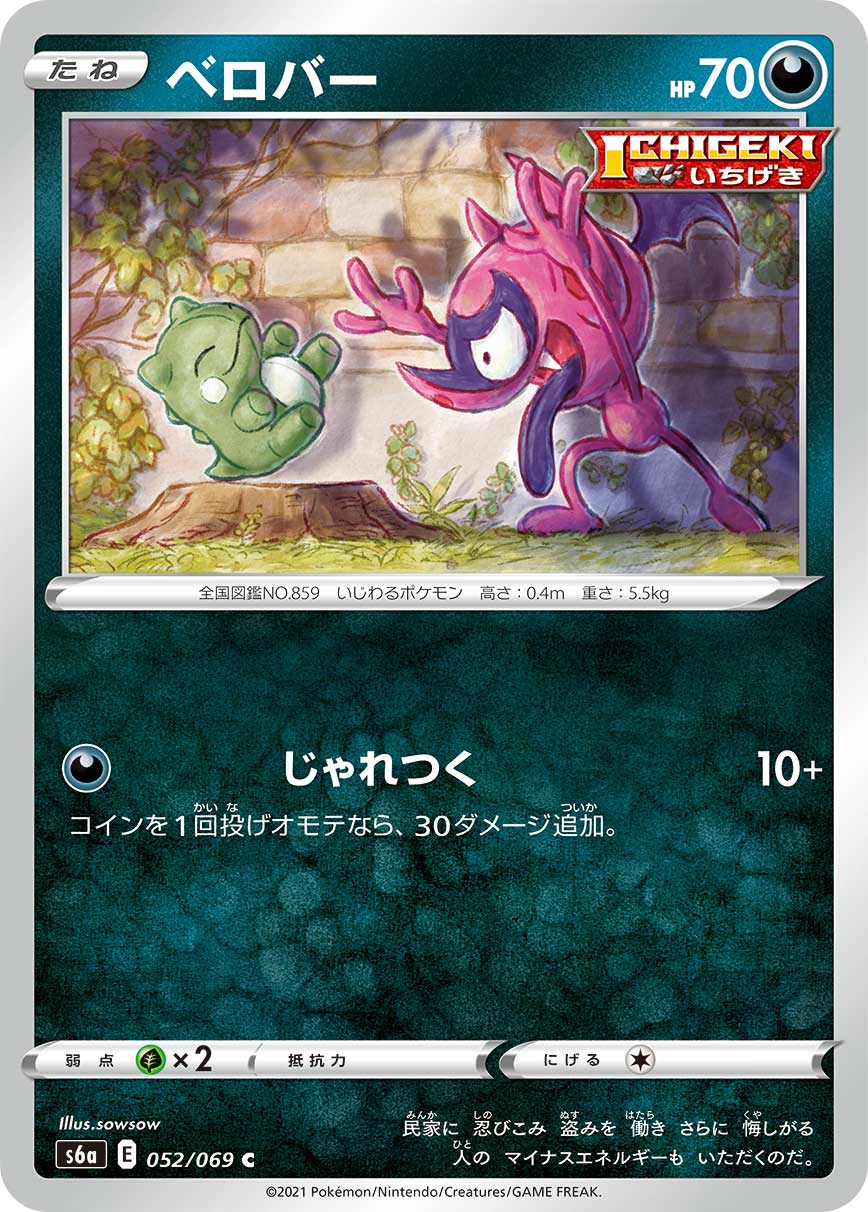 たね
ベロバー
HP70
ICHIGEKI
いちげき
全国図鑑NO.859 いじわるポケモン 高さ：0.4m 重さ：5.5kg
じゃれつく 10+
コインを1回投げオモテなら、30ダメージ追加。
弱点 ×2 抵抗力 にげる
Illus.sowsow
民家に 忍びこみ 盗みを 働き さらに 悔しがる
人の マイナスエネルギーも いただくのだ。
s6a E 052/069 C
©2021 Pokémon/Nintendo/Creatures/GAME FREAK.